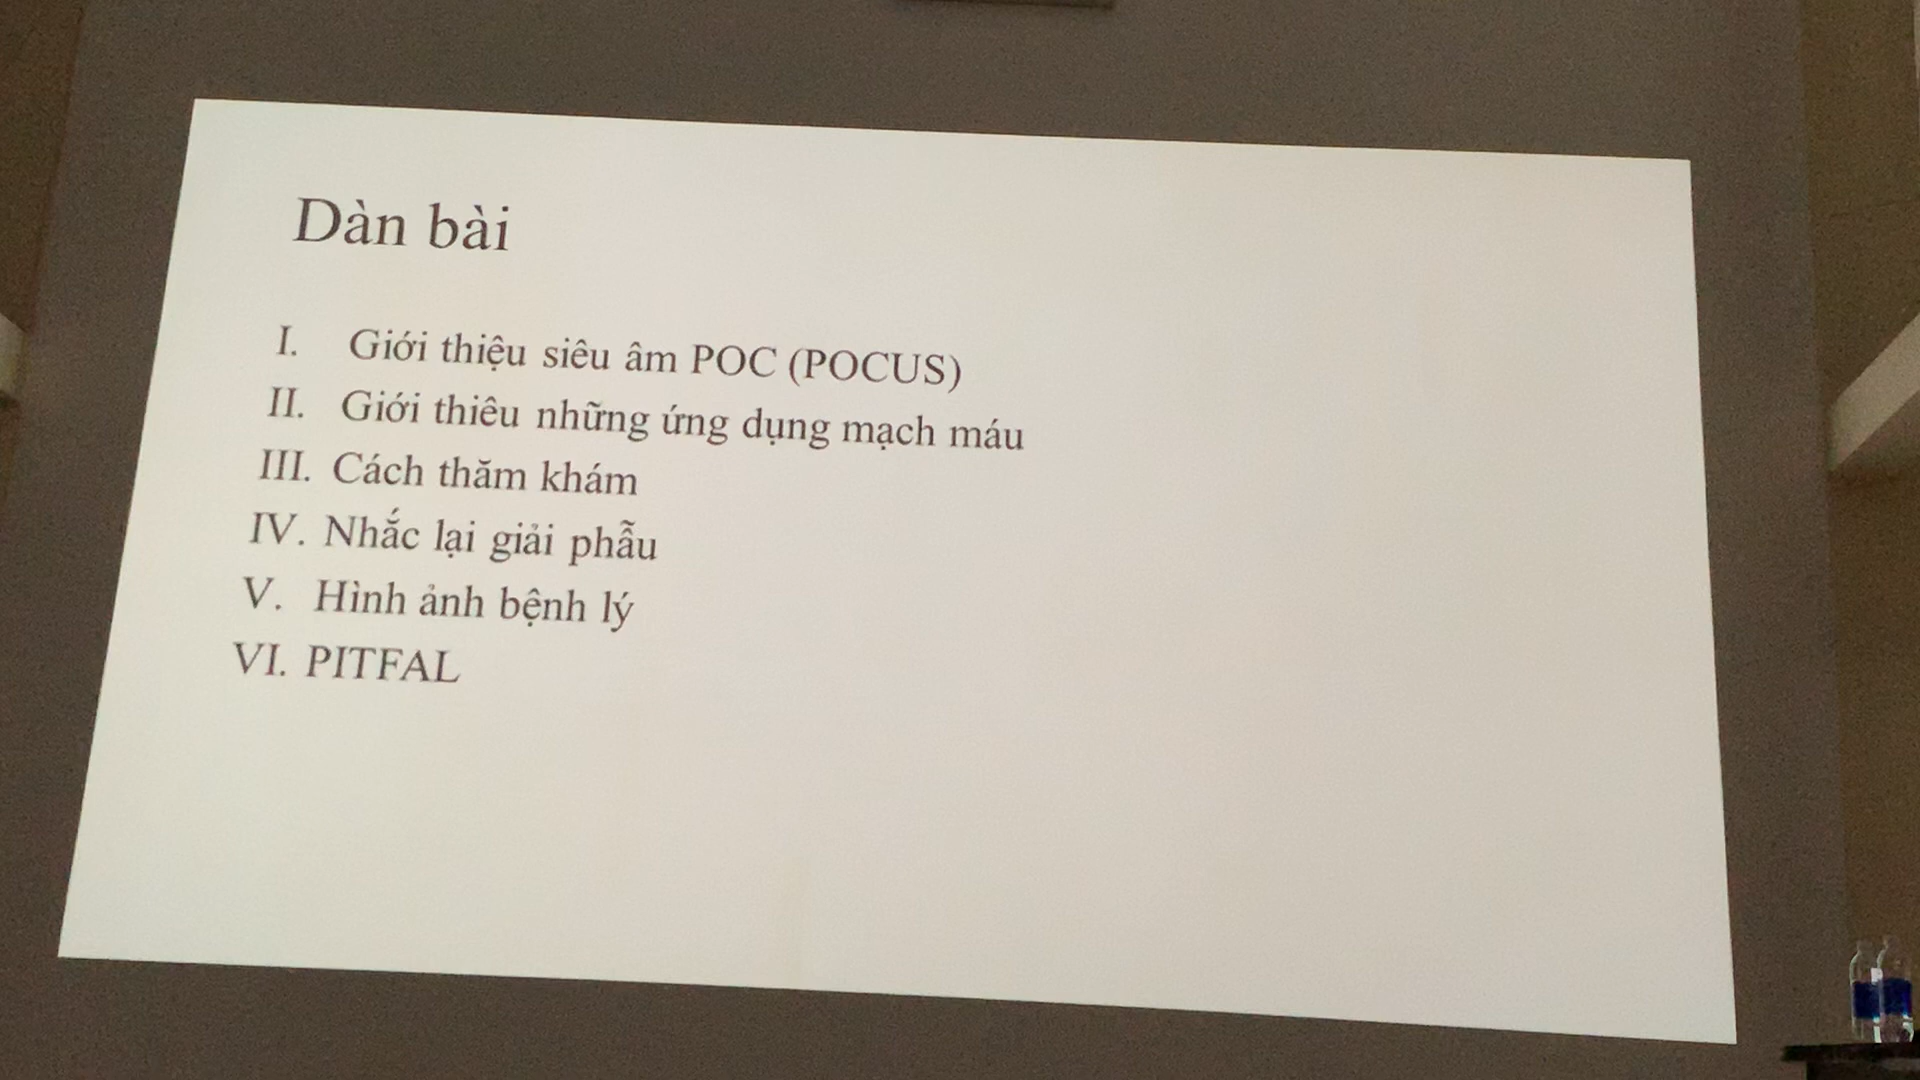 Dàn bài
I. Giới thiệu siêu âm POC (POCUS)
II. Giới thiêu những ứng dụng mạch máu
III. Cách thăm khám
IV. Nhắc lại giải phẫu
V. Hình ảnh bệnh lý
VI. PITFAL